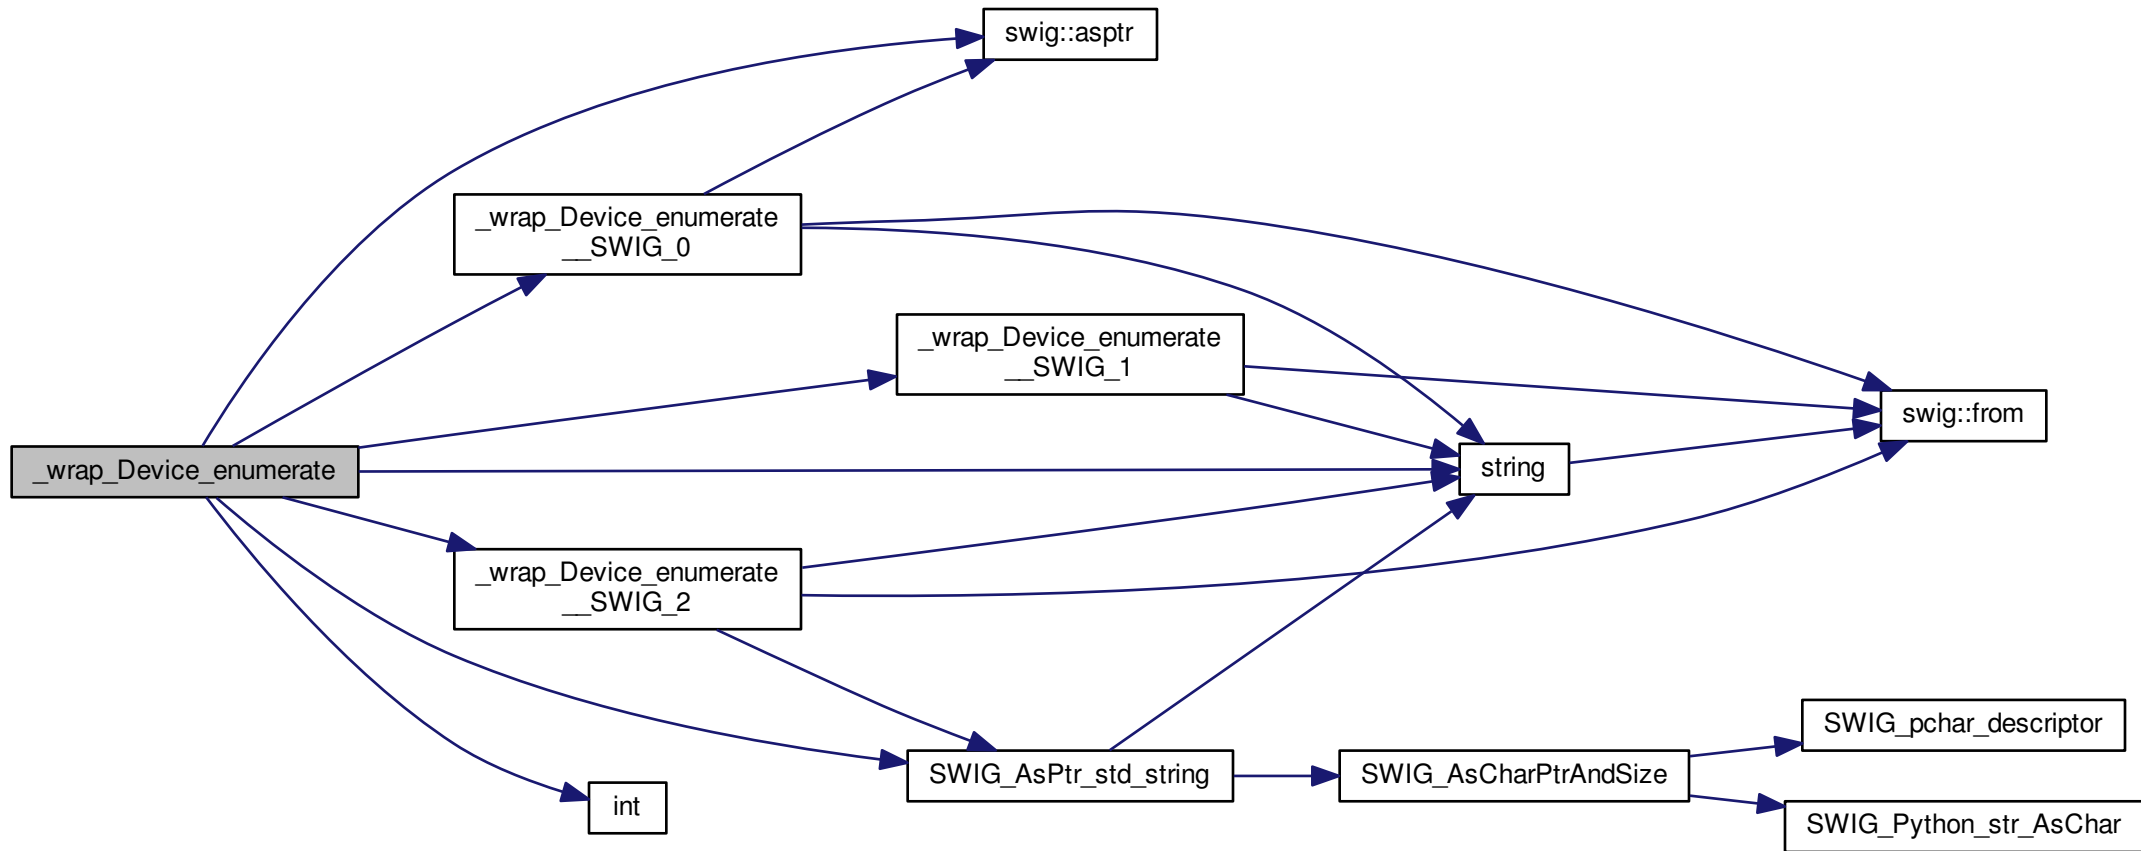 swig::asptr
_wrap_Device_enumerate
__SWIG_0
_wrap_Device_enumerate
__SWIG_1
swig::from
_wrap_Device_enumerate
string
_wrap_Device_enumerate
__SWIG_2
SWIG_pchar_descriptor
SWIG_AsPtr_std_string
SWIG_AsCharPtrAndSize
int
SWIG_Python_str_AsChar